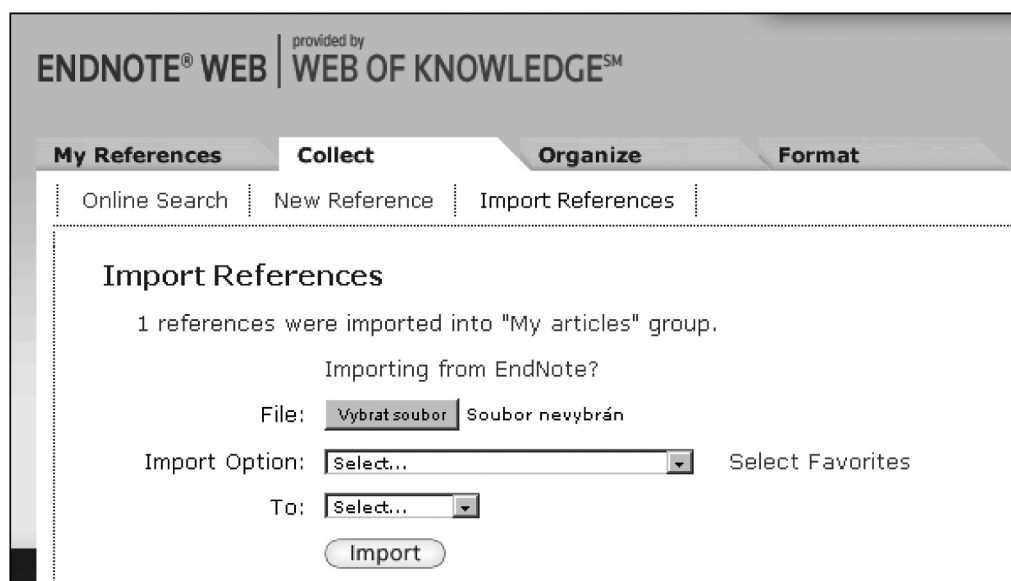 provided by
ENDNOTE® WEB WEB OF KNOWLEDGE℠
My References Collect Organize Format
Online Search New Reference Import References
Import References
1 references were imported into "My articles" group.
Importing from EndNote?
File: Vybrat soubor Soubor nevybrán
Import Option: Select... Select Favorites
To: Select...
Import